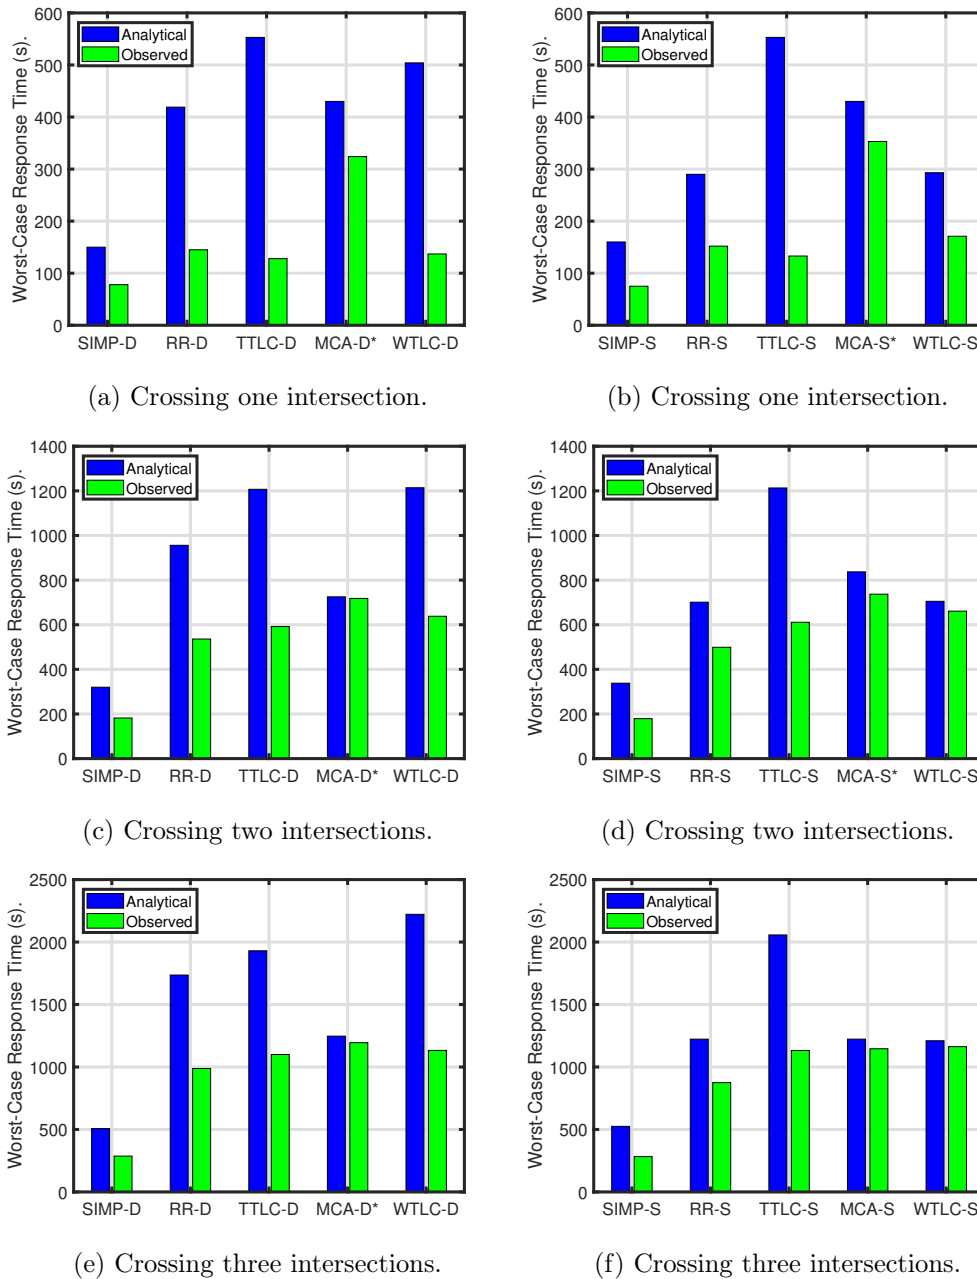 600
500
400
300
200
100
0
Worst-Case Response Time (s).
Analytical
Observed
SIMP-D RR-D TTLC-D MCA-D* WTLC-D
(a) Crossing one intersection.
600
500
400
300
200
100
0
Worst-Case Response Time (s).
Analytical
Observed
SIMP-S RR-S TTLC-S MCA-S* WTLC-S
(b) Crossing one intersection.
1400
1200
1000
800
600
400
200
0
Worst-Case Response Time (s).
Analytical
Observed
SIMP-D RR-D TTLC-D MCA-D* WTLC-D
(c) Crossing two intersections.
1400
1200
1000
800
600
400
200
0
Worst-Case Response Time (s).
Analytical
Observed
SIMP-S RR-S TTLC-S MCA-S* WTLC-S
(d) Crossing two intersections.
2500
2000
1500
1000
500
0
Worst-Case Response Time (s).
Analytical
Observed
SIMP-D RR-D TTLC-D MCA-D* WTLC-D
(e) Crossing three intersections.
2500
2000
1500
1000
500
0
Worst-Case Response Time (s).
Analytical
Observed
SIMP-S RR-S TTLC-S MCA-S WTLC-S
(f) Crossing three intersections.